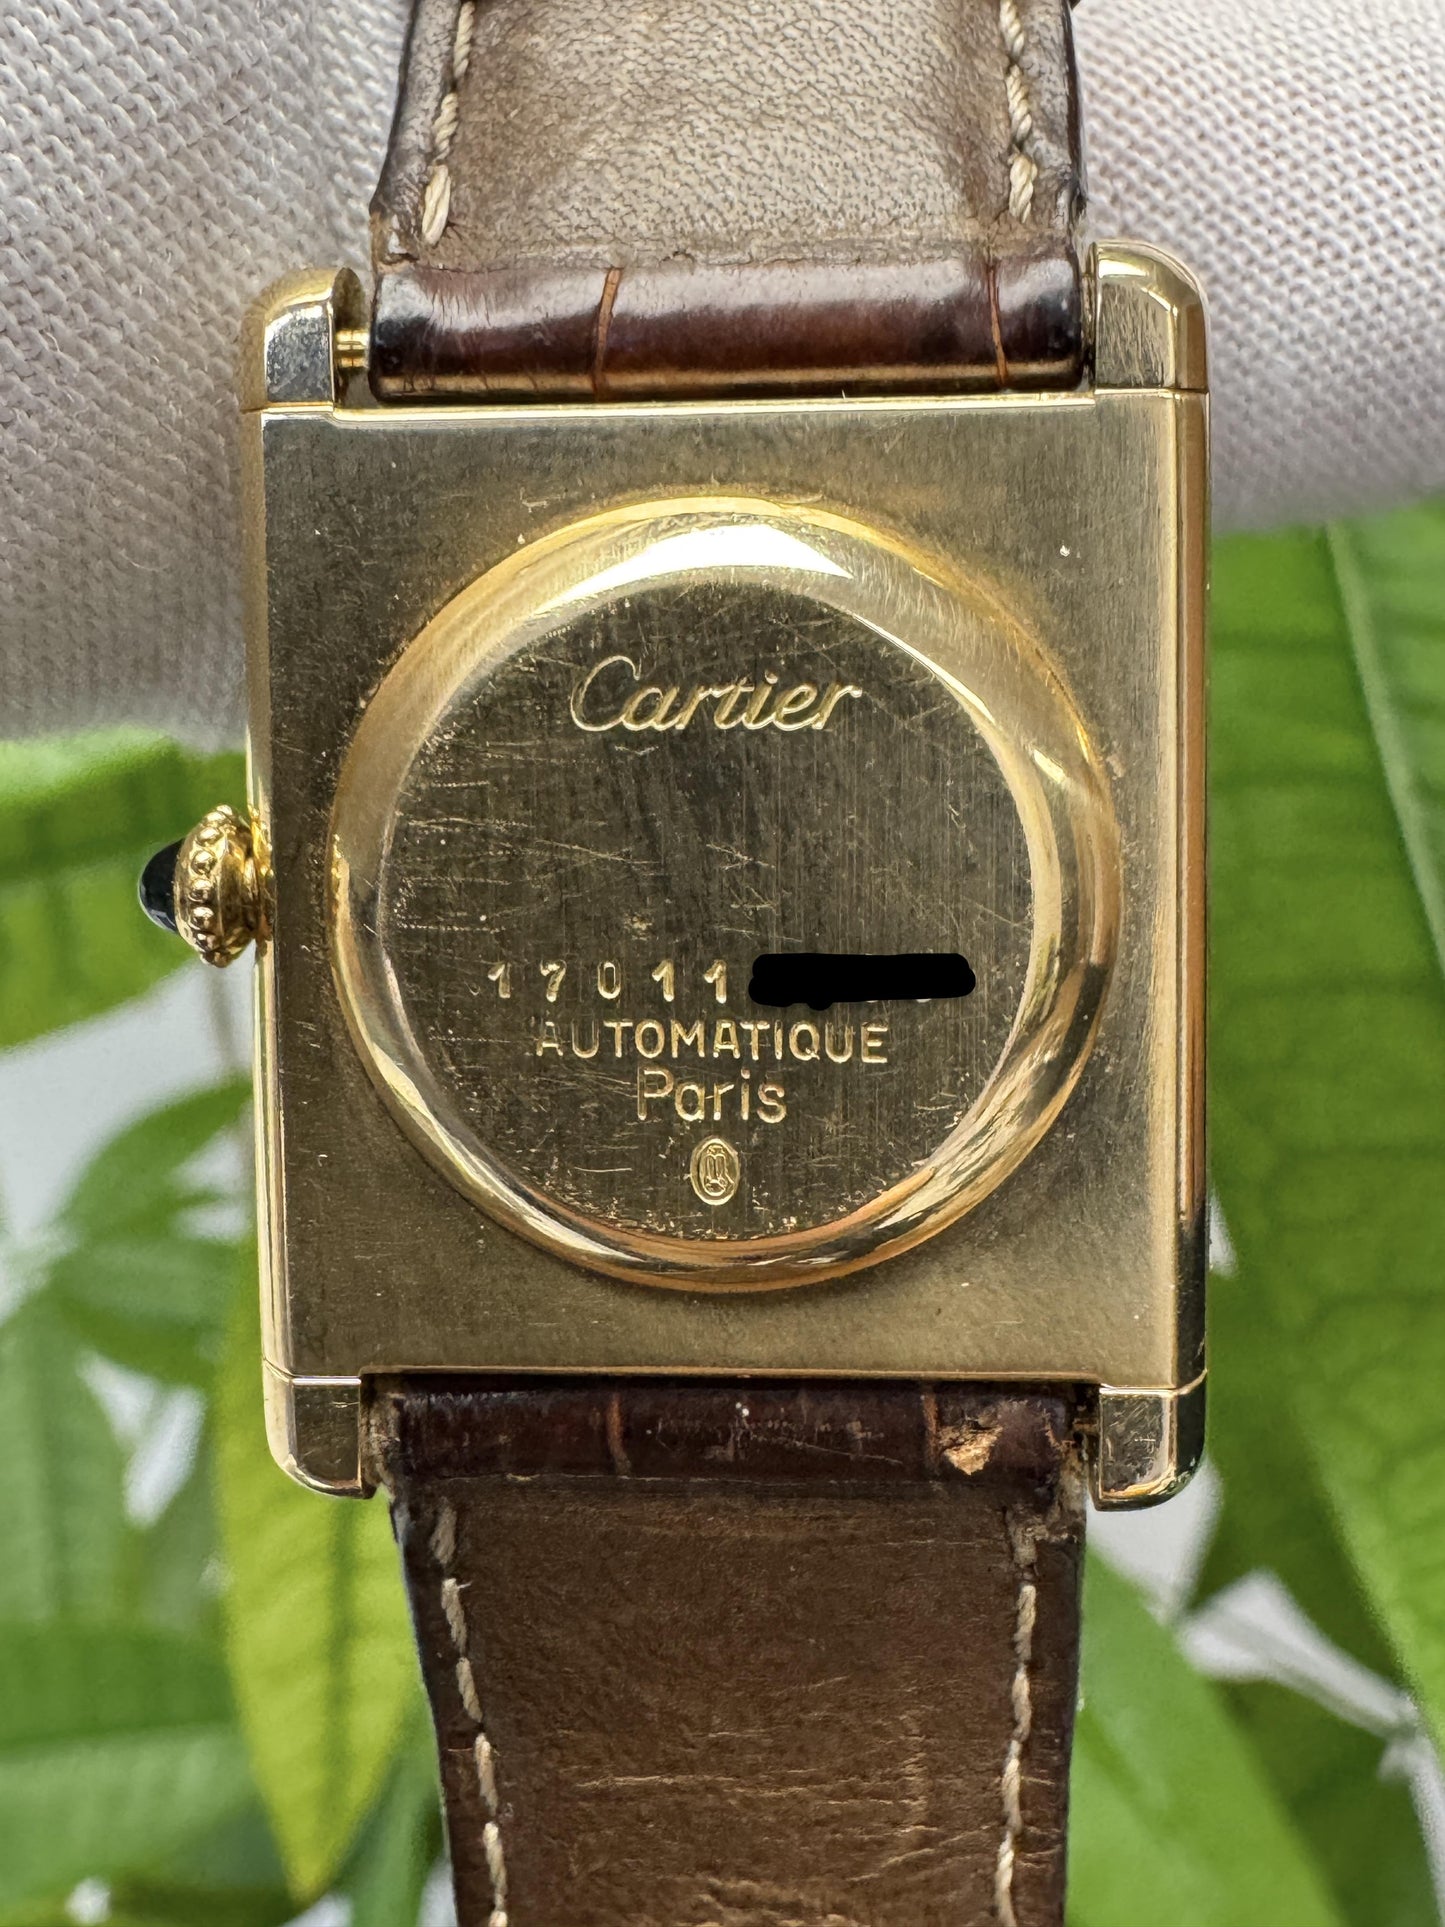 Cartier
17011
AUTOMATIQUE
Paris